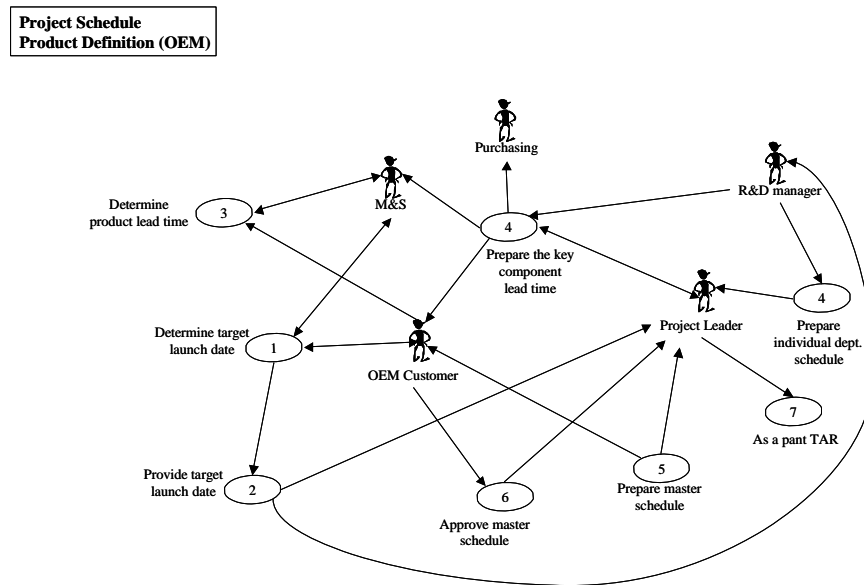 Project Schedule
Product Definition (OEM)
Purchasing
R&D manager
M&S
Determine
product lead time
3
4
Prepare the key
component
lead time
4
Prepare
individual dept.
schedule
Project Leader
Determine target
launch date
1
OEM Customer
7
As a pant TAR
Provide target
launch date
2
6
Approve master
schedule
5
Prepare master
schedule